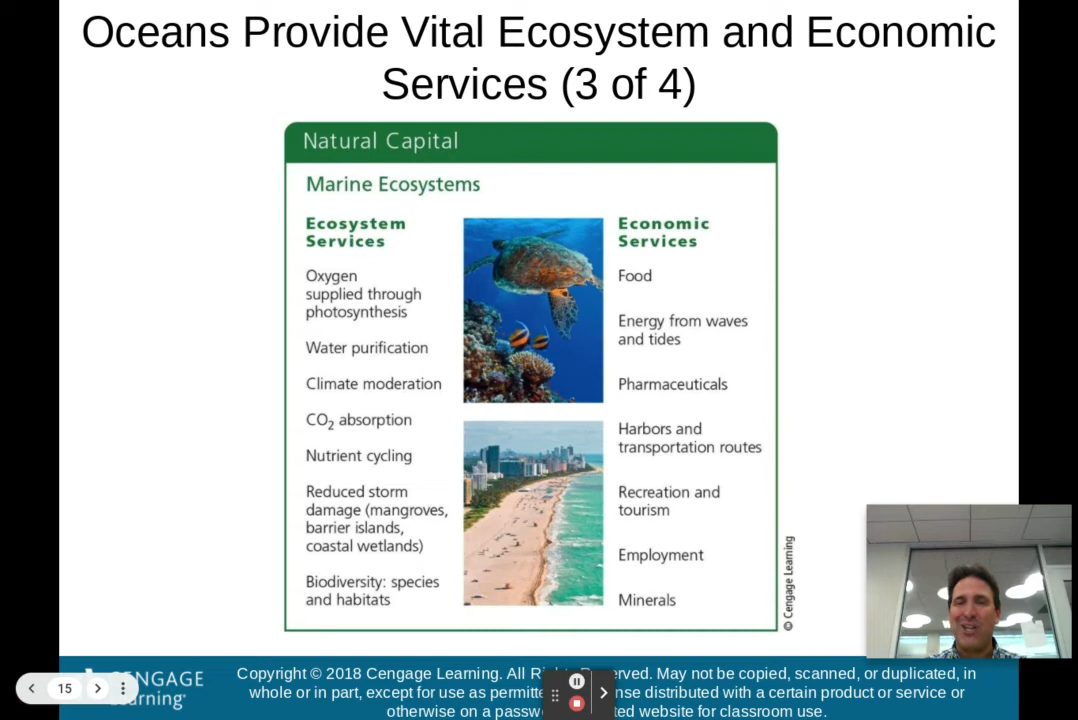 Oceans Provide Vital Ecosystem and Economic
Services (3 of 4)
Natural Capital
Marine Ecosystems
Ecosystem
Services
Oxygen
supplied through
photosynthesis
Water purification
Climate moderation
CO₂ absorption
Nutrient cycling
Reduced storm
damage (mangroves,
barrier islands,
coastal wetlands)
Biodiversity: species
and habitats
Economic
Services
Food
Energy from waves
and tides
Pharmaceuticals
Harbors and
transportation routes
Recreation and
tourism
Employment
Minerals
© Cengage Learning
15
CENGAGE
Learning
Copyright © 2018 Cengage Learning. All May not be copied, scanned, or duplicated, in
whole or in part, except for use as distributed with a certain product or service or
otherwise on a website for classroom use.